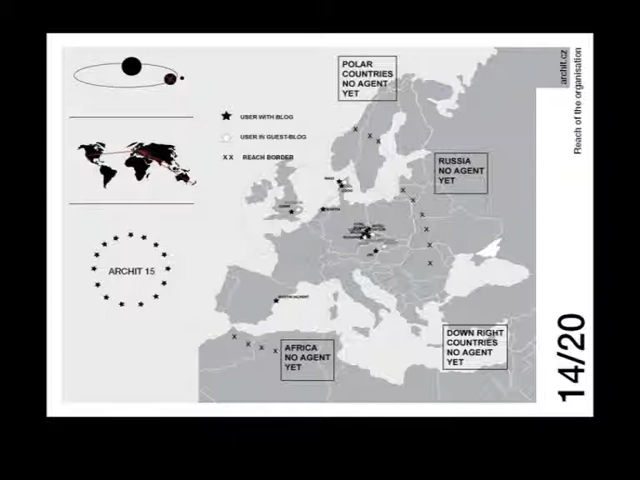 POLAR
COUNTRIES
NO AGENT
YET
archit.cz
Reach of the organisation
USER WITH BLOG
USER IN GUEST-BLOG
X X REACH BORDER
RUSSIA
NO AGENT
YET
ARCHIT 15
DOWN RIGHT
COUNTRIES
NO AGENT
YET
AFRICA
NO AGENT
YET
14/20